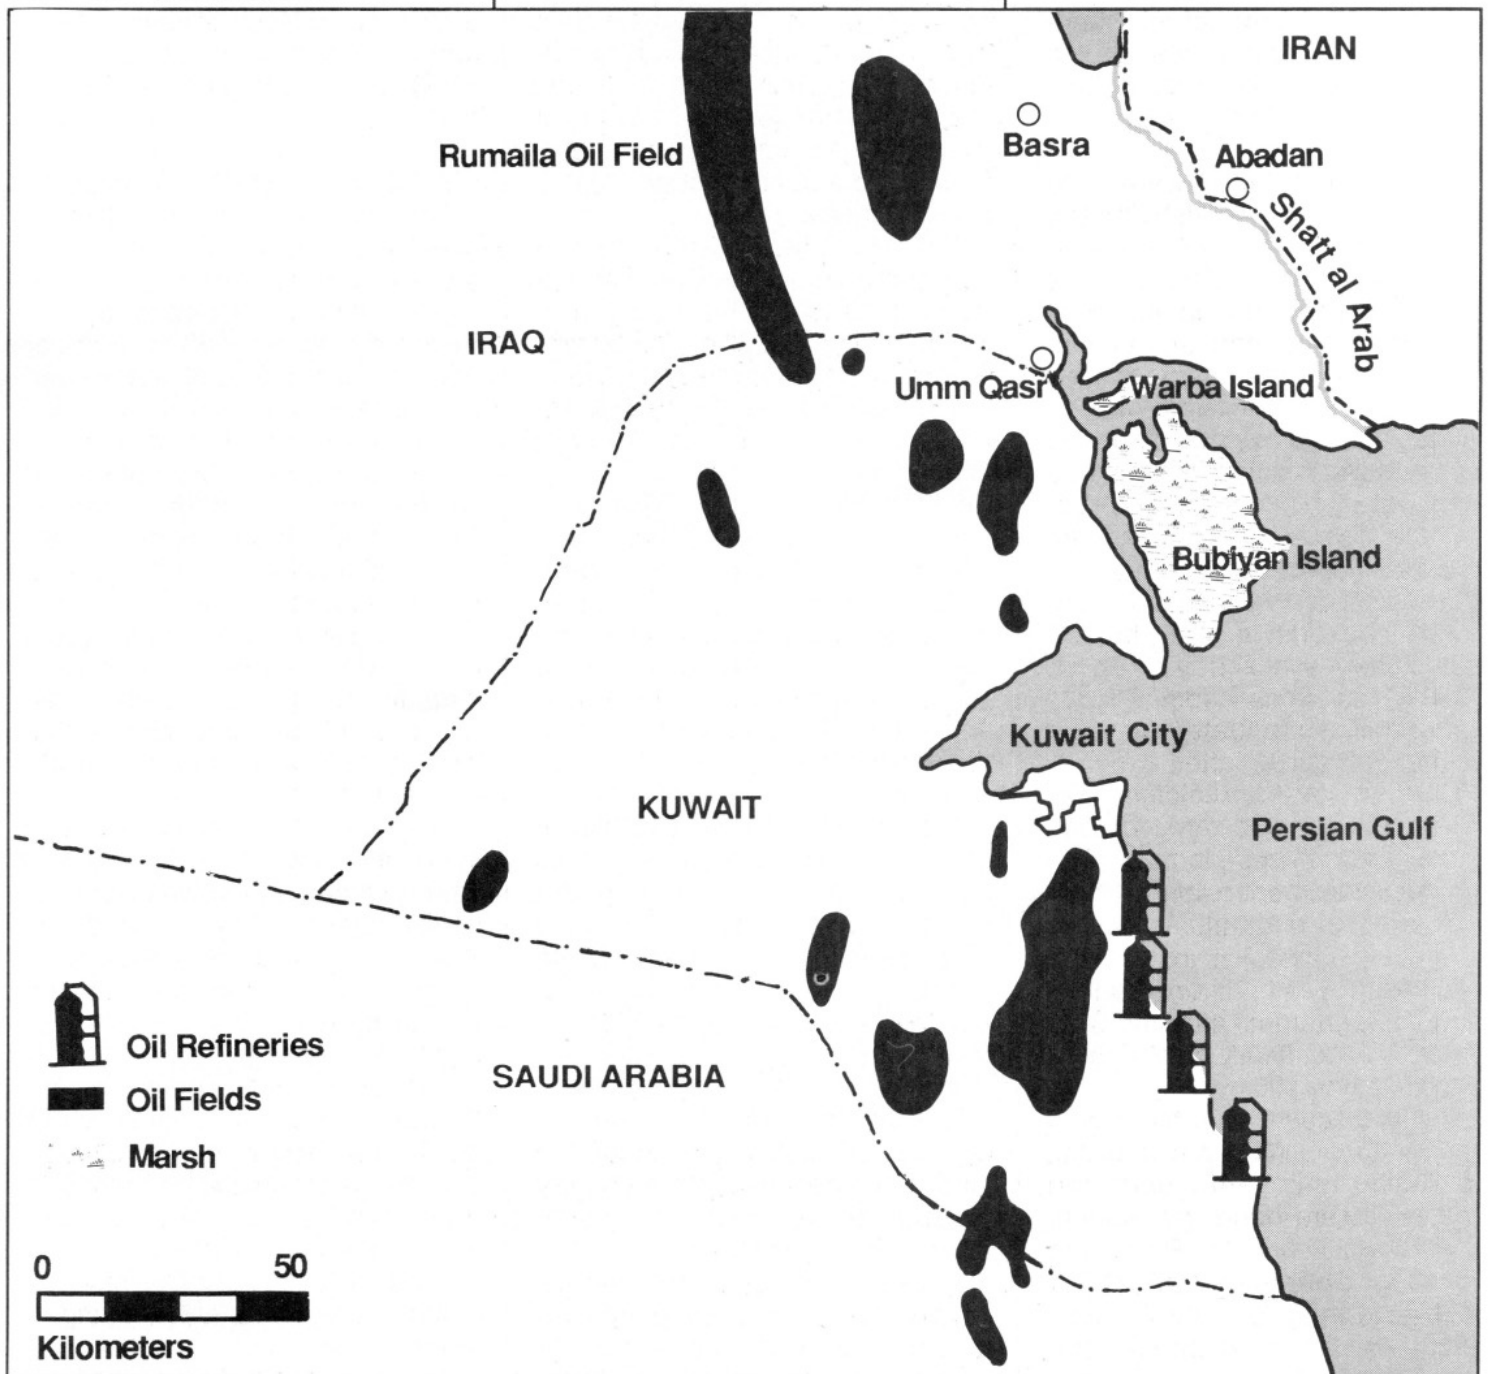 IRAN
Basra
Rumaila Oil Field
Abadan
Shatt al Arab
IRAQ
Umm Qasr
Warba Island
Bubiyan Island
Kuwait City
KUWAIT
Persian Gulf
SAUDI ARABIA
Oil Refineries
Oil Fields
Marsh
0 50
Kilometers